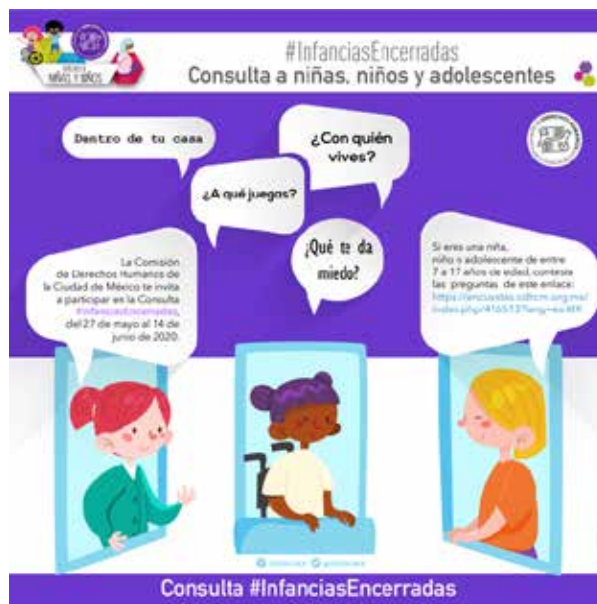 NIÑAS Y NIÑOS
#InfanciasEncerradas
Consulta a niñas, niños y adolescentes
Dentro de tu casa
¿Con quién
vives?
¿A qué juegas?
¿Qué te da
miedo?
La Comisión
de Derechos Humanos de
la Ciudad de México te invita
a participar en la Consulta
#InfanciasEncerradas,
del 27 de mayo al 14 de
junio de 2020.
Si eres una niña,
niño o adolescente de entre
7 a 17 años de edad, contesta
las preguntas de este enlace:
Consulta #InfanciasEncerradas